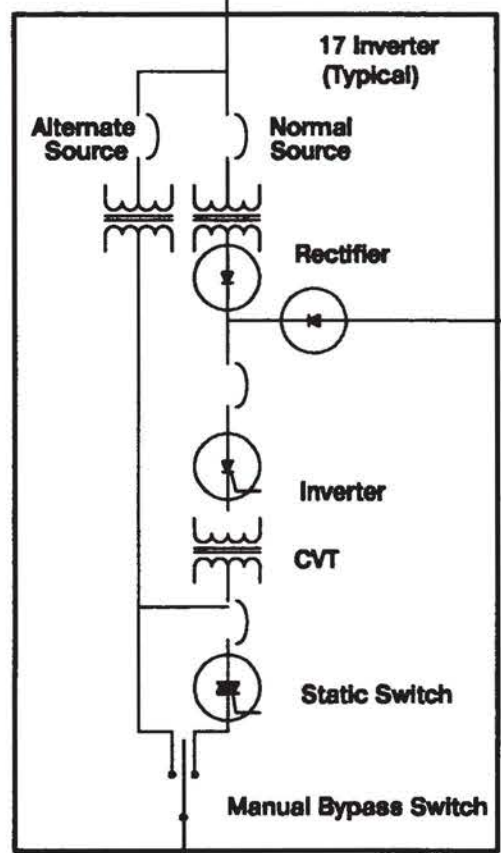 17 Inverter
(Typical)
Alternate
Source
Normal
Source
Rectifier
Inverter
CVT
Static Switch
Manual Bypass Switch